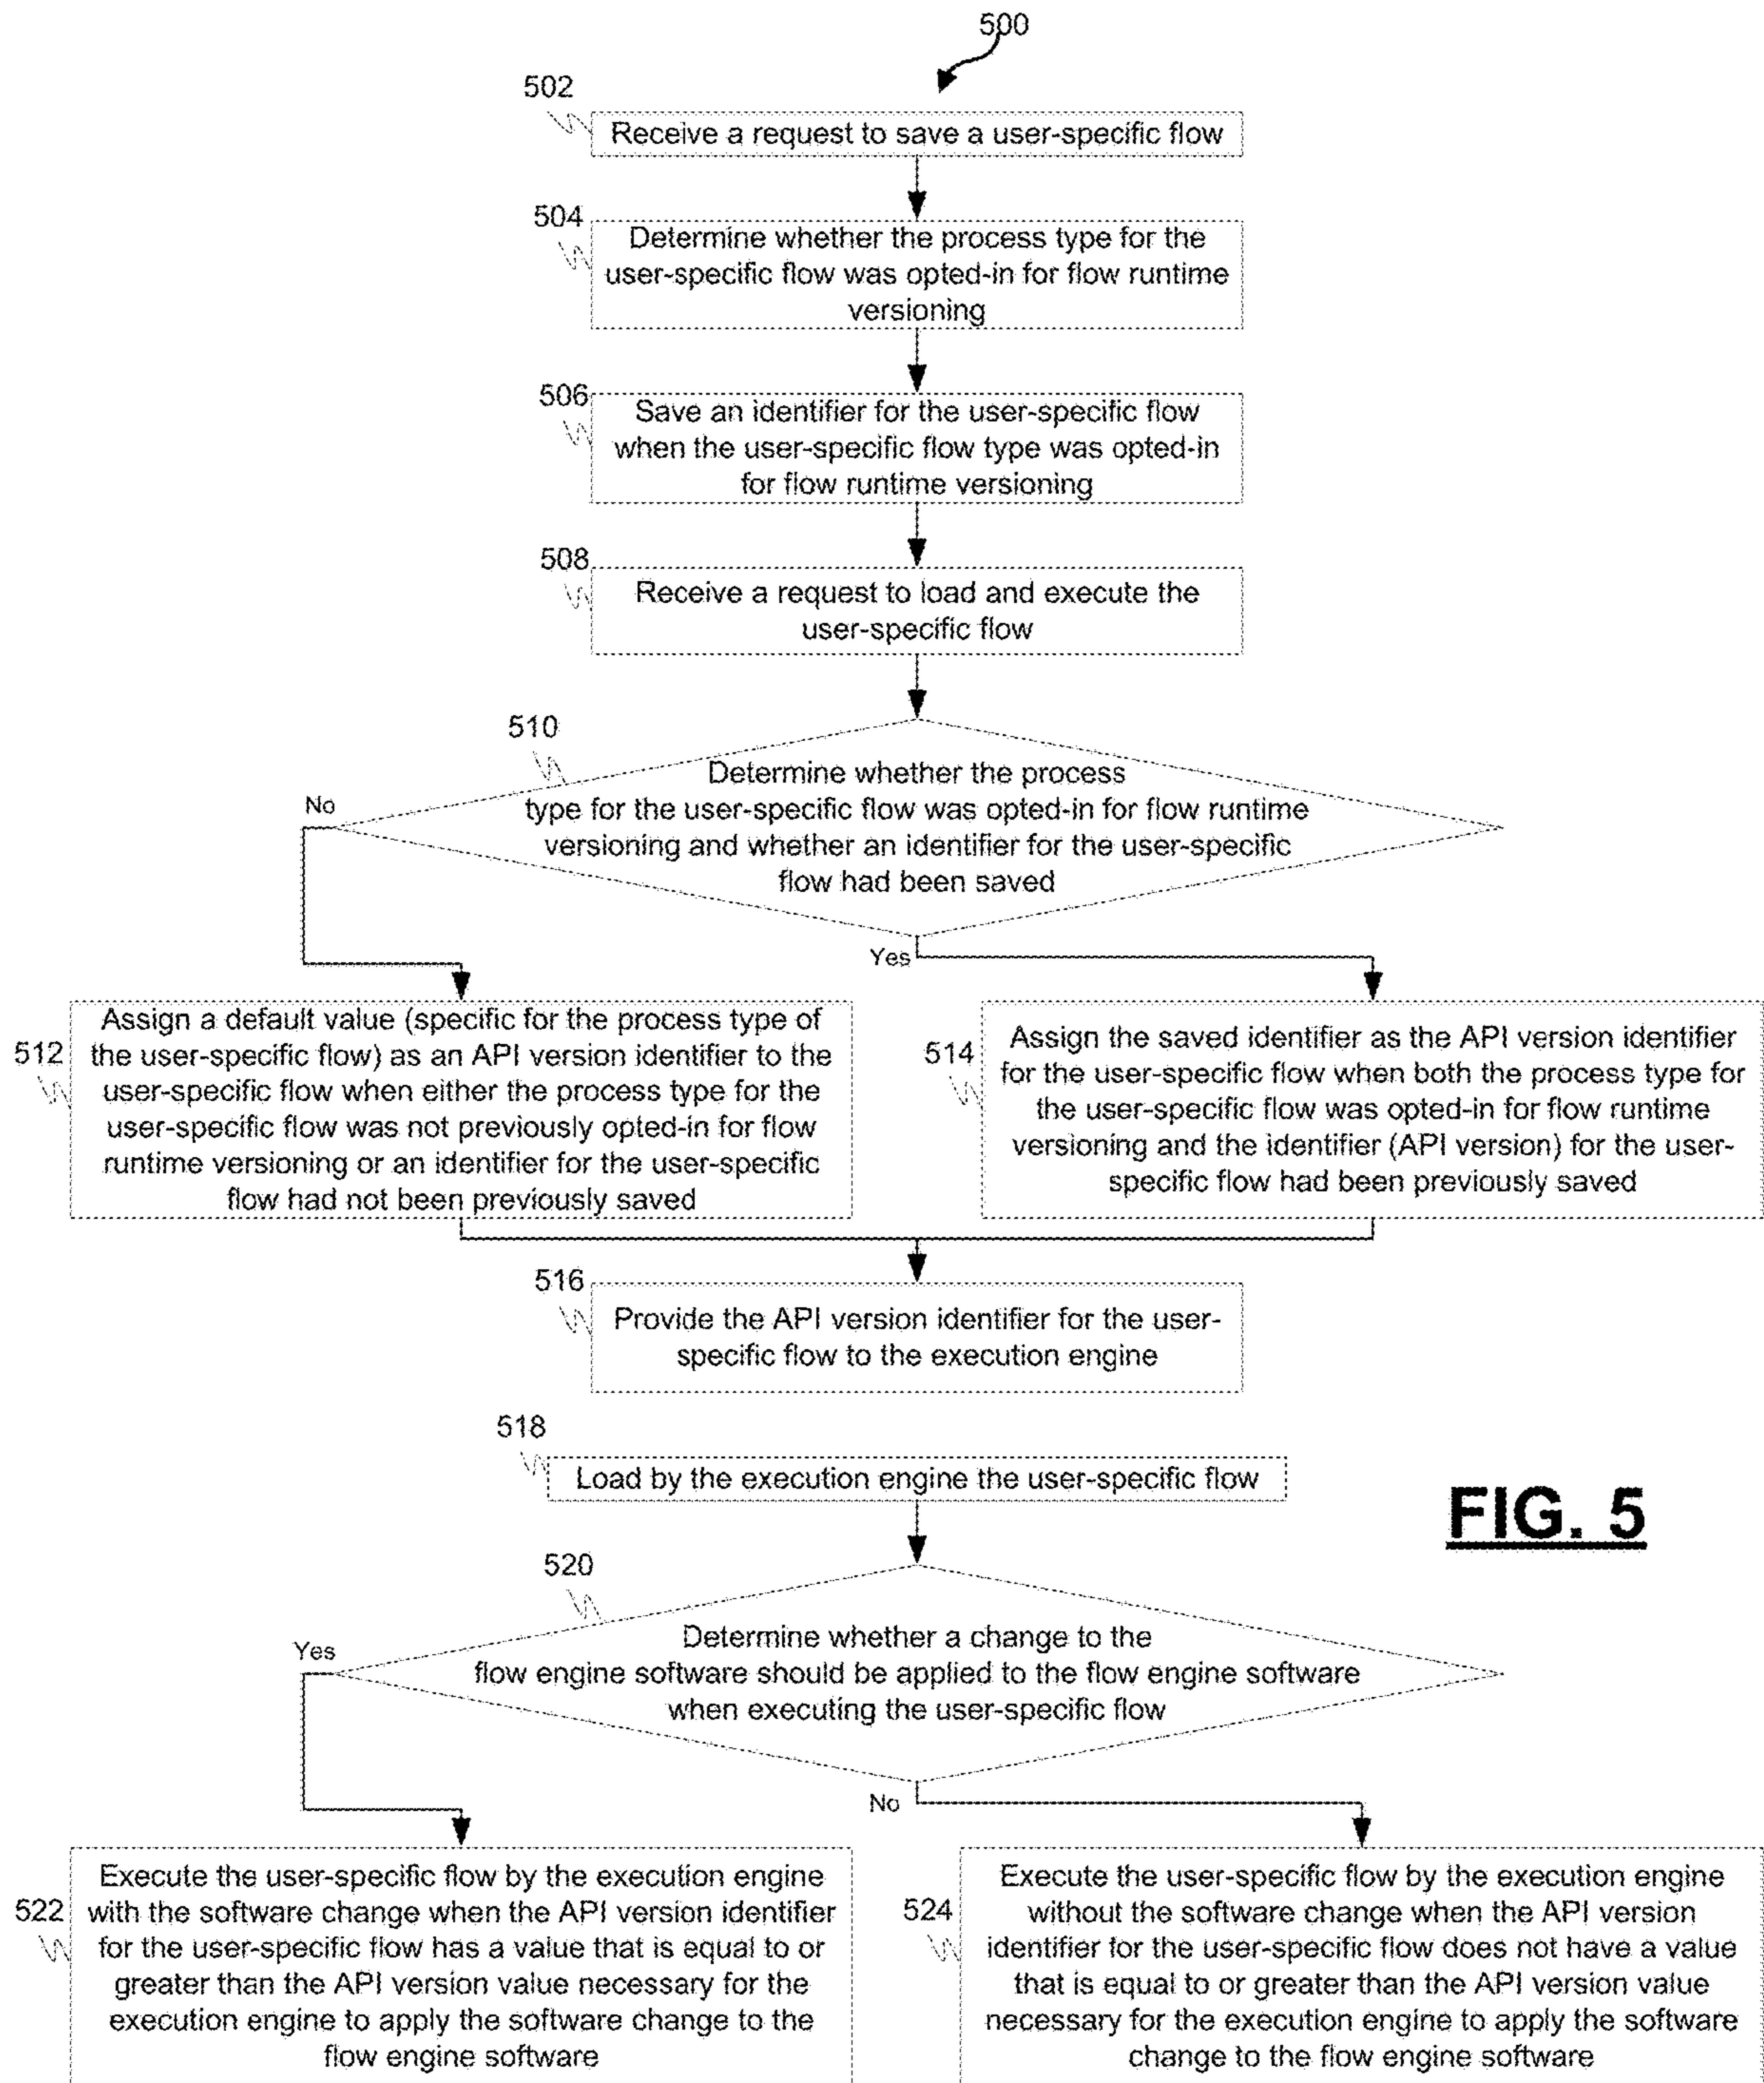 500
502
Receive a request to save a user-specific flow
504
Determine whether the process type for the
user-specific flow was opted-in for flow runtime
versioning
506
Save an identifier for the user-specific flow
when the user-specific flow type was opted-in
for flow runtime versioning
508
Receive a request to load and execute the
user-specific flow
510
Determine whether the process
type for the user-specific flow was opted-in for flow runtime
versioning and whether an identifier for the user-specific
flow had been saved
No
Yes
512
Assign a default value (specific for the process type of
the user-specific flow) as an API version identifier to the
user-specific flow when either the process type for the
user-specific flow was not previously opted-in for flow
runtime versioning or an identifier for the user-specific
flow had not been previously saved
514
Assign the saved identifier as the API version identifier
for the user-specific flow when both the process type for
the user-specific flow was opted-in for flow runtime
versioning and the identifier (API version) for the user-
specific flow had been previously saved
516
Provide the API version identifier for the user-
specific flow to the execution engine
518
Load by the execution engine the user-specific flow
FIG. 5
520
Determine whether a change to the
flow engine software should be applied to the flow engine software
when executing the user-specific flow
Yes
No
522
Execute the user-specific flow by the execution engine
with the software change when the API version identifier
for the user-specific flow has a value that is equal to or
greater than the API version value necessary for the
execution engine to apply the software change to the
flow engine software
524
Execute the user-specific flow by the execution engine
without the software change when the API version
identifier for the user-specific flow does not have a value
that is equal to or greater than the API version value
necessary for the execution engine to apply the software
change to the flow engine software